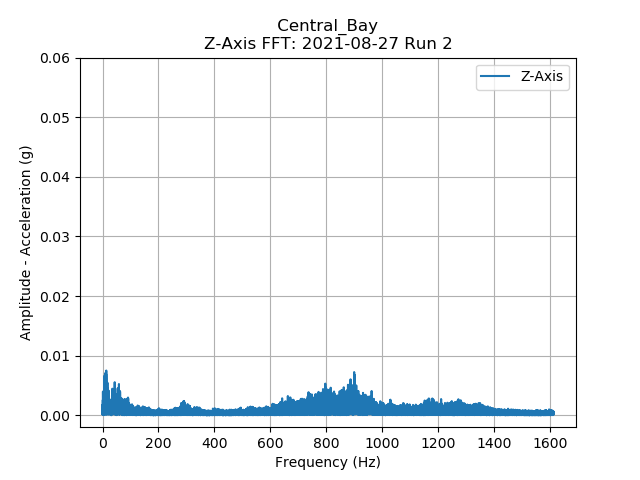 Central_Bay
Z-Axis FFT: 2021-08-27 Run 2
Z-Axis
0.06
0.05
0.04
0.03
0.02
0.01
0.00
Amplitude - Acceleration (g)
0 200 400 600 800 1000 1200 1400 1600
Frequency (Hz)